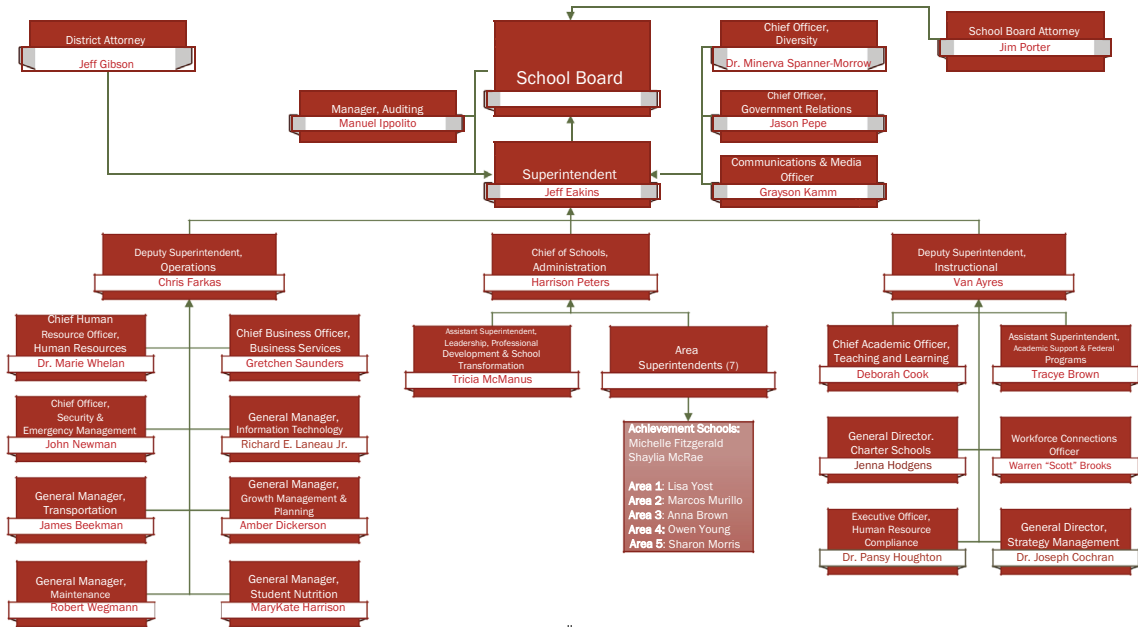 District Attorney
Jeff Gibson
School Board
Chief Officer,
Diversity
Dr. Minerva Spanner-Morrow
School Board Attorney
Jim Porter
Manager, Auditing
Manuel Ippolito
Chief Officer,
Government Relations
Jason Pepe
Superintendent
Jeff Eakins
Communications & Media
Officer
Grayson Kamm
Deputy Superintendent,
Operations
Chris Farkas
Chief of Schools,
Administration
Harrison Peters
Deputy Superintendent,
Instructional
Van Ayres
Chief Human
Resource Officer,
Human Resources
Dr. Marie Whelan
Chief Business Officer,
Business Services
Gretchen Saunders
Chief Officer,
Security &
Emergency Management
John Newman
General Manager,
Information Technology
Richard E. Laneau Jr.
General Manager,
Transportation
James Beekman
General Manager,
Growth Management &
Planning
Amber Dickerson
General Manager,
Maintenance
Robert Wegmann
General Manager,
Student Nutrition
MaryKate Harrison
Assistant Superintendent,
Leadership, Professional
Development & School
Transformation
Tricia McManus
Area
Superintendents (7)
Achievement Schools:
Michelle Fitzgerald
Shaylia McRae
Area 1: Lisa Yost
Area 2: Marcos Murillo
Area 3: Anna Brown
Area 4: Owen Young
Area 5: Sharon Morris
Chief Academic Officer,
Teaching and Learning
Deborah Cook
Assistant Superintendent,
Academic Support & Federal
Programs
Tracye Brown
General Director.
Charter Schools
Jenna Hodgens
Workforce Connections
Officer
Warren “Scott” Brooks
Executive Officer,
Human Resource
Compliance
Dr. Pansy Houghton
General Director,
Strategy Management
Dr. Joseph Cochran